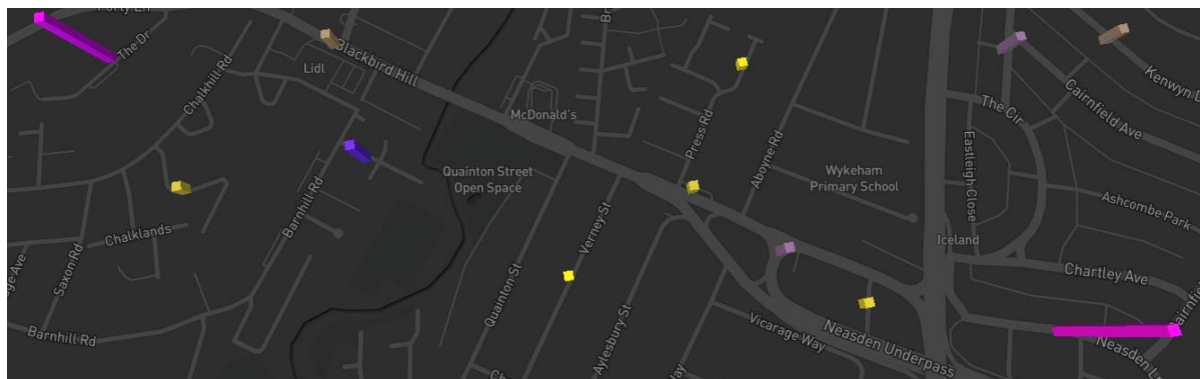 The Dr
Chalkhill Rd
Lidl
Blackbird Hill
McDonald's
Quainton Street
Open Space
Press Rd
Aboyne Rd
Wykeham
Primary School
The Cir
Cairnfield Ave
Eastleigh Close
Ashcombe Park
Iceland
Chartley Ave
Barnhill Rd
Chalklands
Saxon Rd
Barnhill Rd
Quainton St
Verney St
Aylesbury St
Vicarage Way
Neasden Underpass